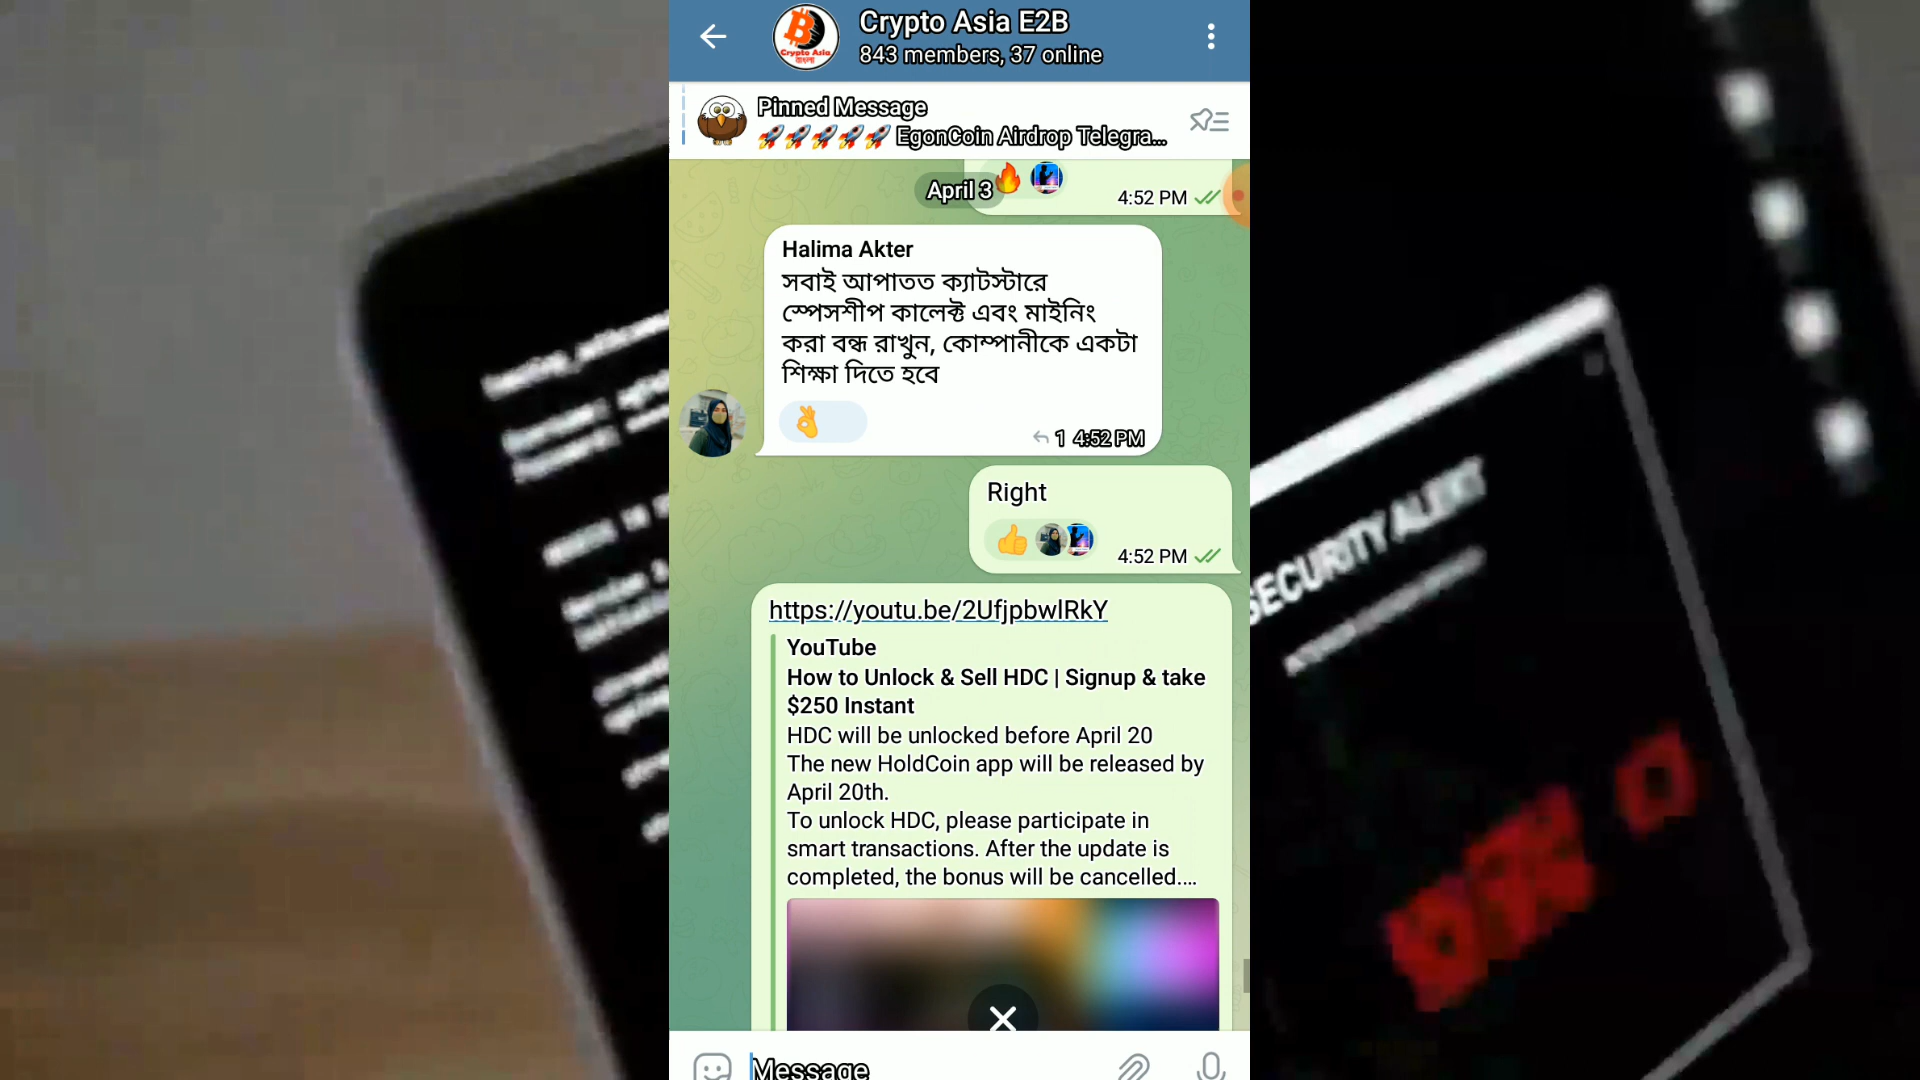 Crypto Asia E2B
843 members, 37 online
Crypto Asia
বাংলা
Pinned Message
🚀🚀🚀🚀🚀 EgonCoin Airdrop Telegra...
April 3
4:52 PM
Halima Akter
সবাই আপাতত ক্যাটস্টারে
স্পেসশীপ কালেক্ট এবং মাইনিং
করা বন্ধ রাখুন, কোম্পানীকে একটা
শিক্ষা দিতে হবে
1 4:52 PM
Right
4:52 PM
https://youtu.be/2UfjpbwlRkY
YouTube
How to Unlock & Sell HDC | Signup & take
$250 Instant
HDC will be unlocked before April 20
The new HoldCoin app will be released by
April 20th.
To unlock HDC, please participate in
smart transactions. After the update is
completed, the bonus will be cancelled....
Message
SECURITY ALERT